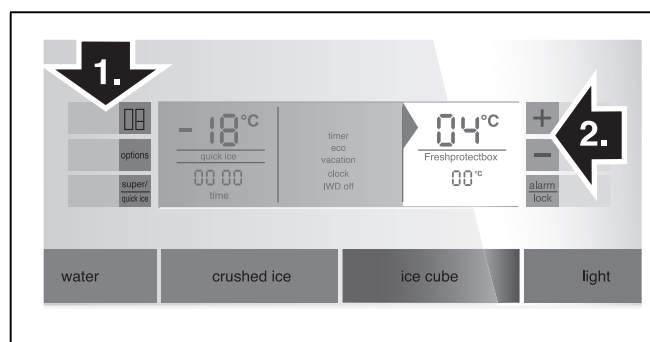 1.
options
super/
quick ice
- 18°C
quick ice
00 00
time
timer
eco
vacation
clock
IWD off
04°C
Freshprotectbox
00°C
+
-
alarm
lock
2.
water
crushed ice
ice cube
light